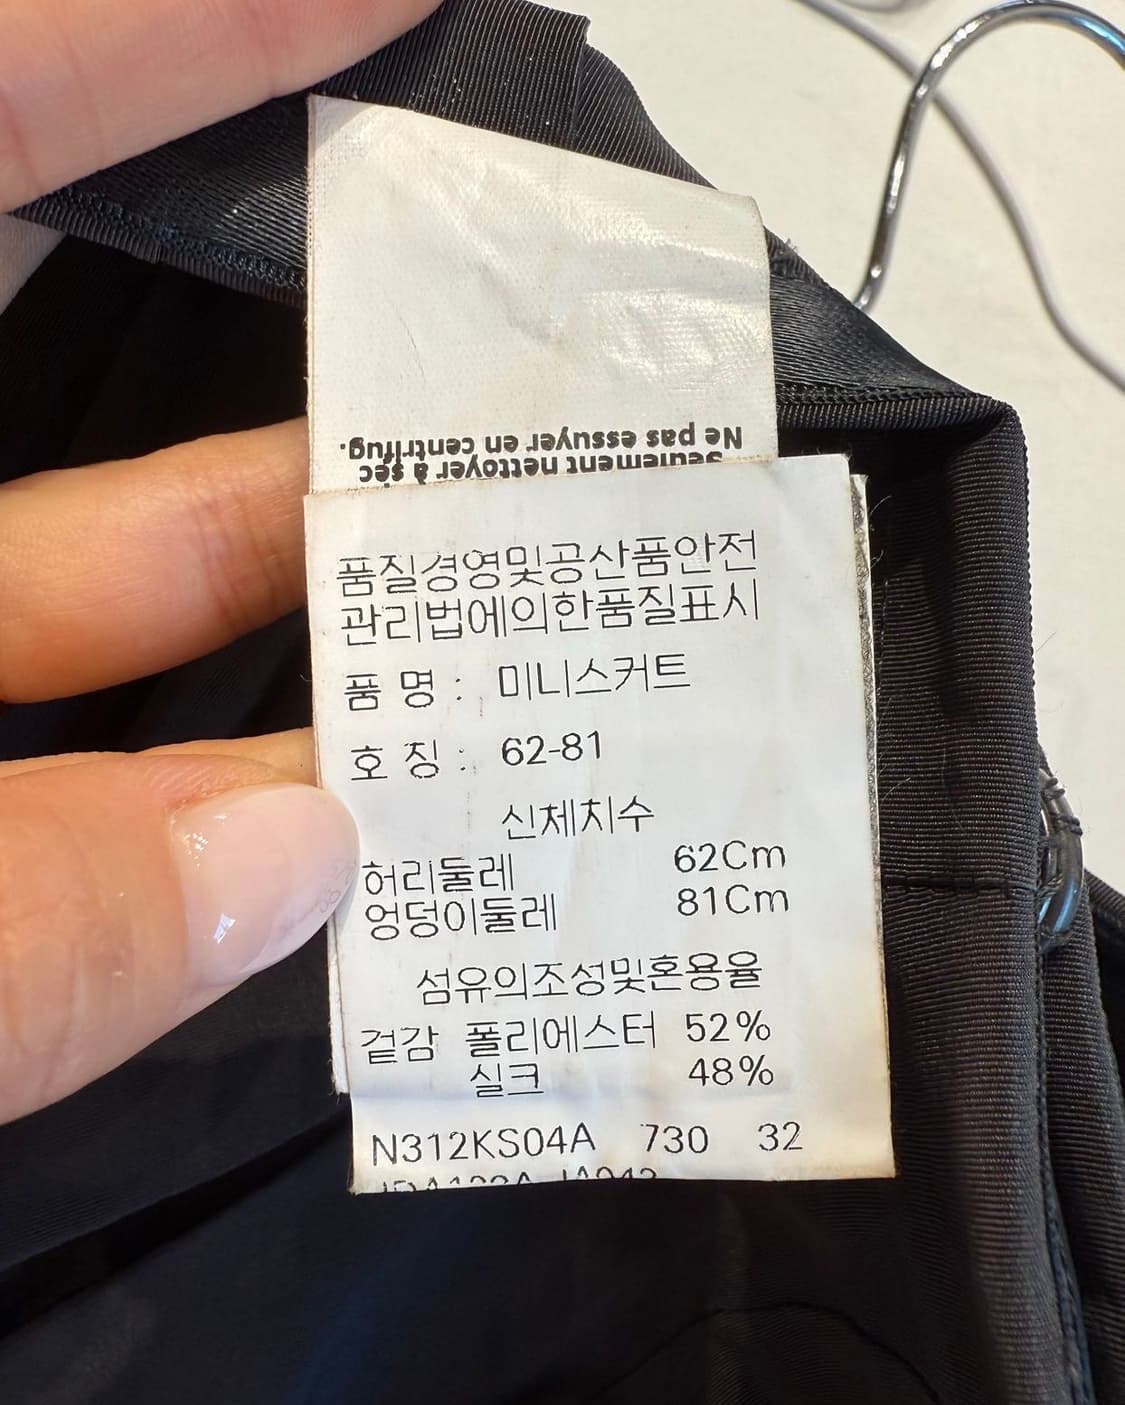 Seulement nettoyer à sec
Ne pas essuyer en centrifug.
품질경영및공산품안전
관리법에의한품질표시
품 명 : 미니스커트
호 칭 : 62-81
신체치수
허리둘레 62Cm
엉덩이둘레 81Cm
섬유의조성및혼용율
겉감 폴리에스터 52%
실크 48%
N312KS04A 730 32